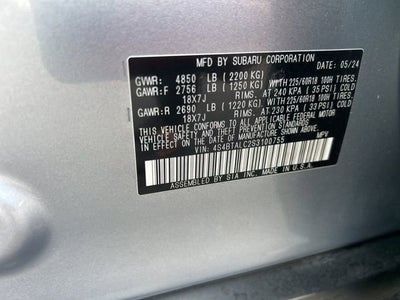 MFD. BY SUBARU CORPORATION DATE: 05/24
GVWR: 4850 LB (2200 KG)
GAWR:F 2756 LB (1250 KG) WITH 225/60R18 100H TIRES.
18X7J RIMS. AT 240 KPA (35 PSI) COLD
GAWR:R 2690 LB (1220 KG) WITH 225/60R18 100H TIRES.
18X7J RIMS. AT 230 KPA (33 PSI) COLD
THIS VEHICLE CONFORMS TO ALL APPLICABLE FEDERAL MOTOR
VEHICLE SAFETY STANDARDS IN EFFECT ON THE
DATE OF MANUFACTURE SHOWN ABOVE.
VIN: 4S4BTALC2S3100755 MPV
ASSEMBLED BY SIA INC. MADE IN U.S.A.